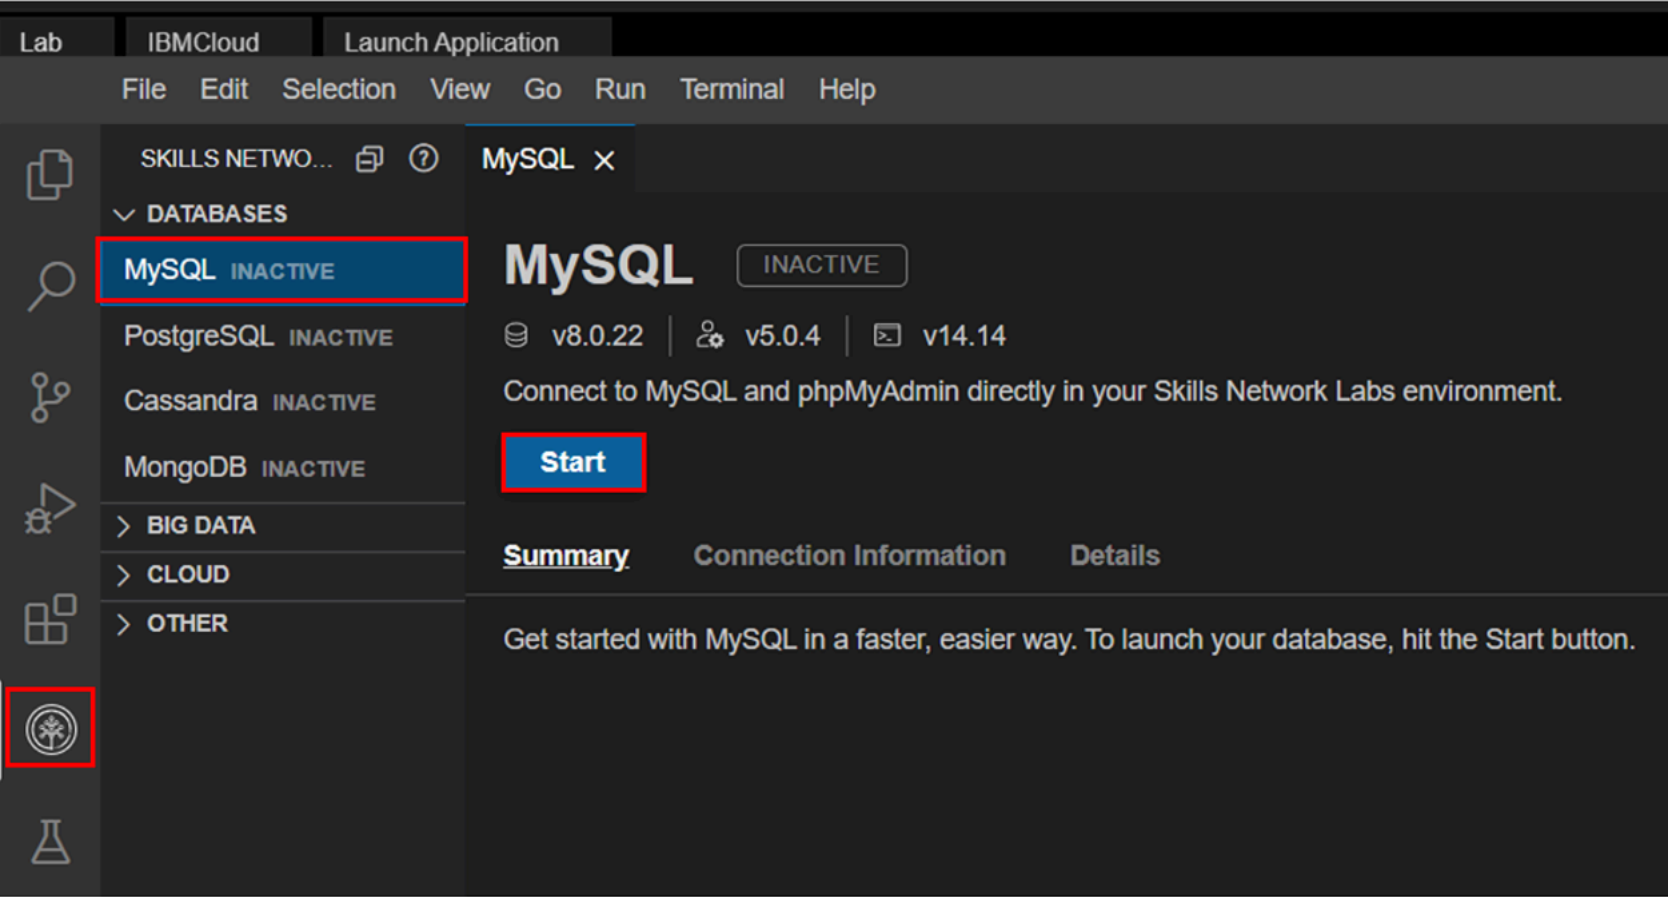 Lab IBMCloud Launch Application
File Edit Selection View Go Run Terminal Help
SKILLS NETWO...
DATABASES
MySQL INACTIVE
PostgreSQL INACTIVE
Cassandra INACTIVE
MongoDB INACTIVE
BIG DATA
CLOUD
OTHER
MySQL
MySQL INACTIVE
v8.0.22 v5.0.4 v14.14
Connect to MySQL and phpMyAdmin directly in your Skills Network Labs environment.
Start
Summary Connection Information Details
Get started with MySQL in a faster, easier way. To launch your database, hit the Start button.